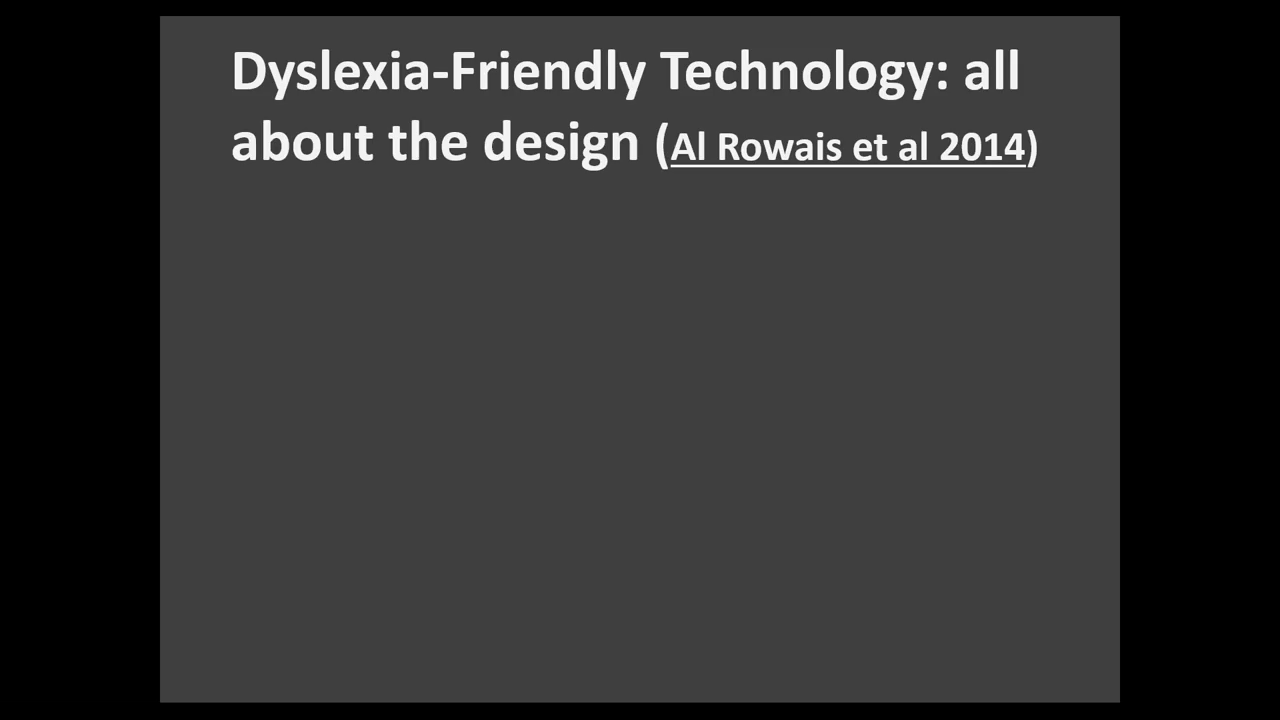 Dyslexia-Friendly Technology: all
about the design (Al Rowais et al 2014)